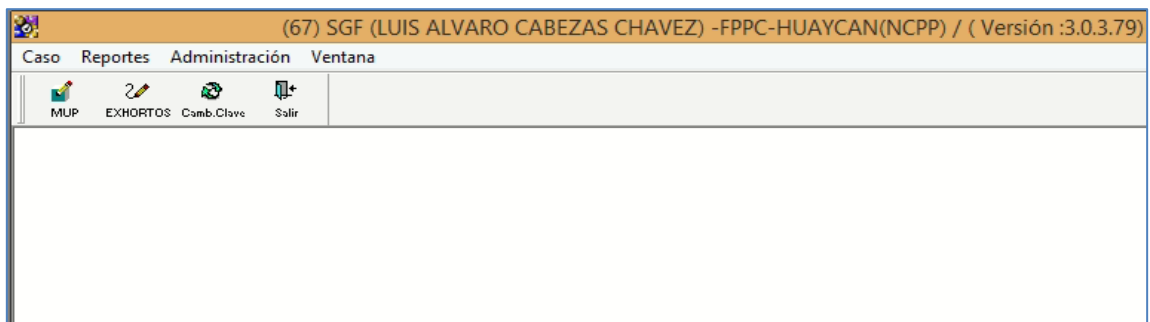 (67) SGF (LUIS ALVARO CABEZAS CHAVEZ) -FPPC-HUAYCAN(NCPP) / ( Versión :3.0.3.79)
Caso Reportes Administración Ventana
MUP EXHORTOS Camb.Clave Salir